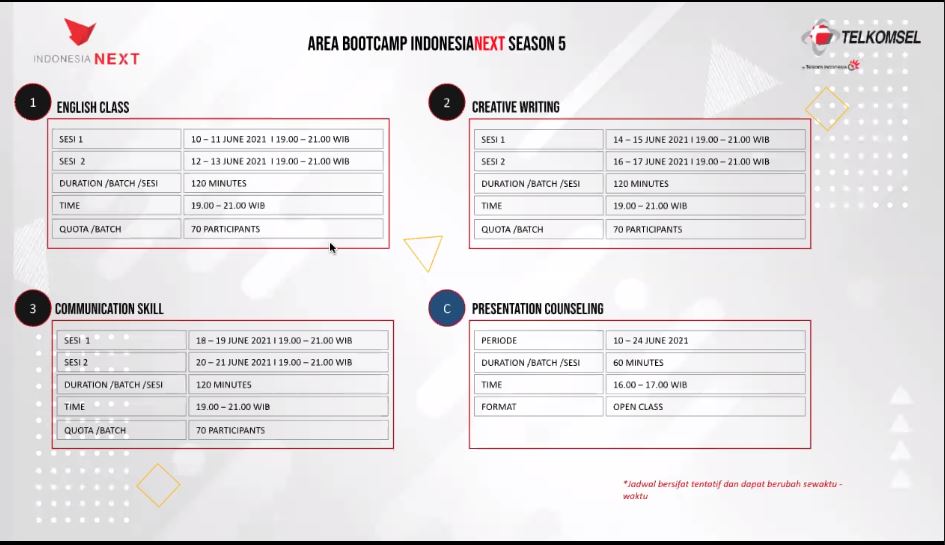 INDONESIA NEXT
AREA BOOTCAMP INDONESIANEXT SEASON 5
TELKOMSEL
by Telkom Indonesia
1 ENGLISH CLASS
SESI 1 10 – 11 JUNE 2021 I 19.00 – 21.00 WIB
SESI 2 12 – 13 JUNE 2021 I 19.00 – 21.00 WIB
DURATION /BATCH /SESI 120 MINUTES
TIME 19.00 – 21.00 WIB
QUOTA /BATCH 70 PARTICIPANTS
2 CREATIVE WRITING
SESI 1 14 – 15 JUNE 2021 I 19.00 – 21.00 WIB
SESI 2 16 – 17 JUNE 2021 I 19.00 – 21.00 WIB
DURATION /BATCH /SESI 120 MINUTES
TIME 19.00 – 21.00 WIB
QUOTA /BATCH 70 PARTICIPANTS
3 COMMUNICATION SKILL
SESI 1 18 – 19 JUNE 2021 I 19.00 – 21.00 WIB
SESI 2 20 – 21 JUNE 2021 I 19.00 – 21.00 WIB
DURATION /BATCH /SESI 120 MINUTES
TIME 19.00 – 21.00 WIB
QUOTA /BATCH 70 PARTICIPANTS
C PRESENTATION COUNSELING
PERIODE 10 – 24 JUNE 2021
DURATION /BATCH /SESI 60 MINUTES
TIME 16.00 – 17.00 WIB
FORMAT OPEN CLASS
*Jadwal bersifat tentatif dan dapat berubah sewaktu -
waktu